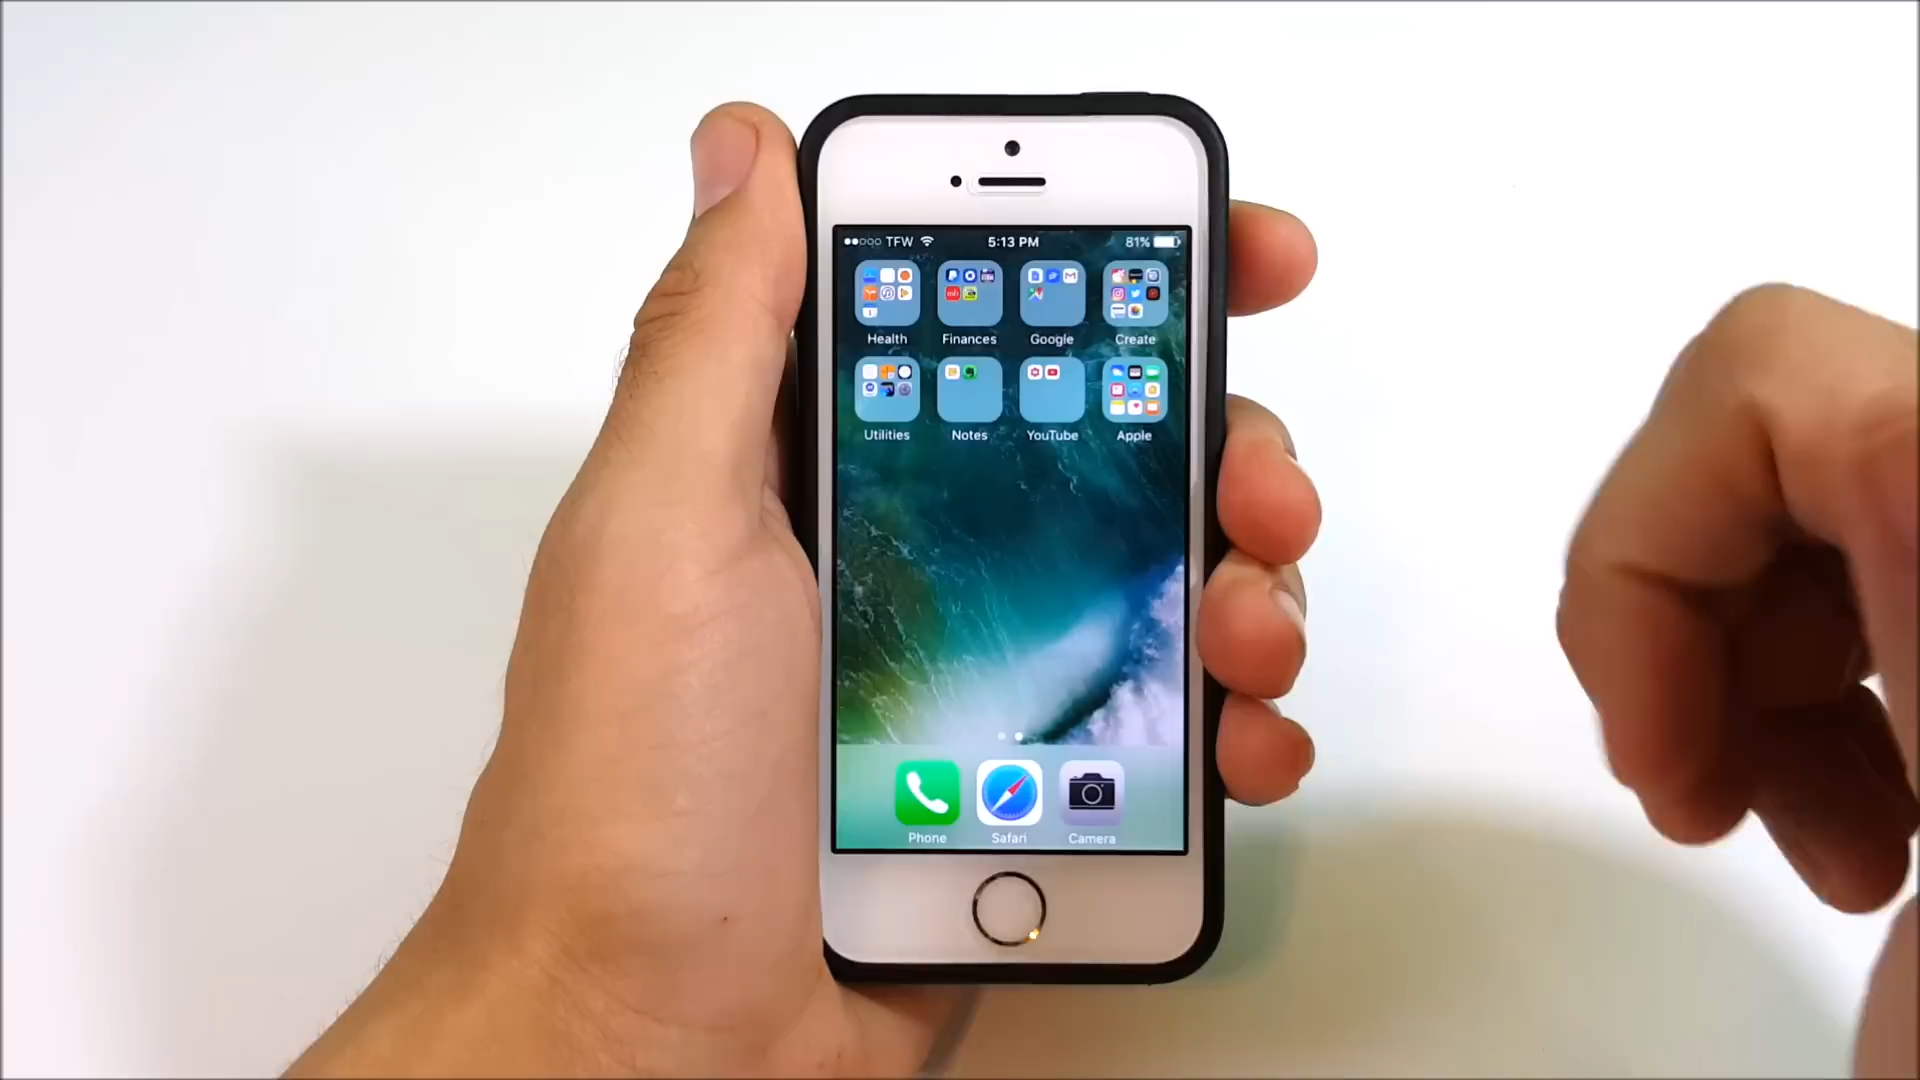 TFW 5:13 PM 81%
Health Finances Google Create
Utilities Notes YouTube Apple
Phone Safari Camera